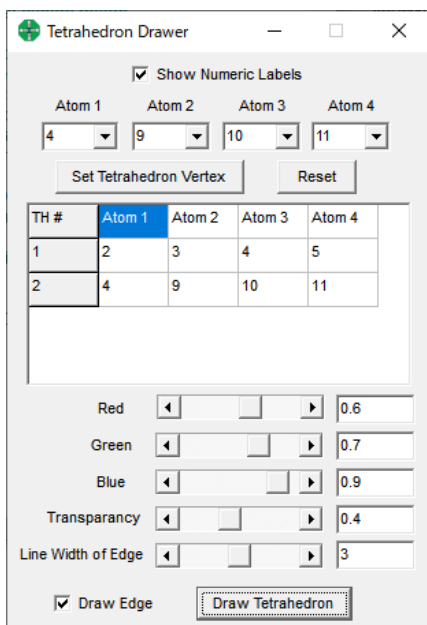 Tetrahedron Drawer
Show Numeric Labels
Atom 1 Atom 2 Atom 3 Atom 4
4 9 10 11
Set Tetrahedron Vertex Reset
TH # Atom 1 Atom 2 Atom 3 Atom 4
1 2 3 4 5
2 4 9 10 11
Red 0.6
Green 0.7
Blue 0.9
Transparancy 0.4
Line Width of Edge 3
Draw Edge Draw Tetrahedron